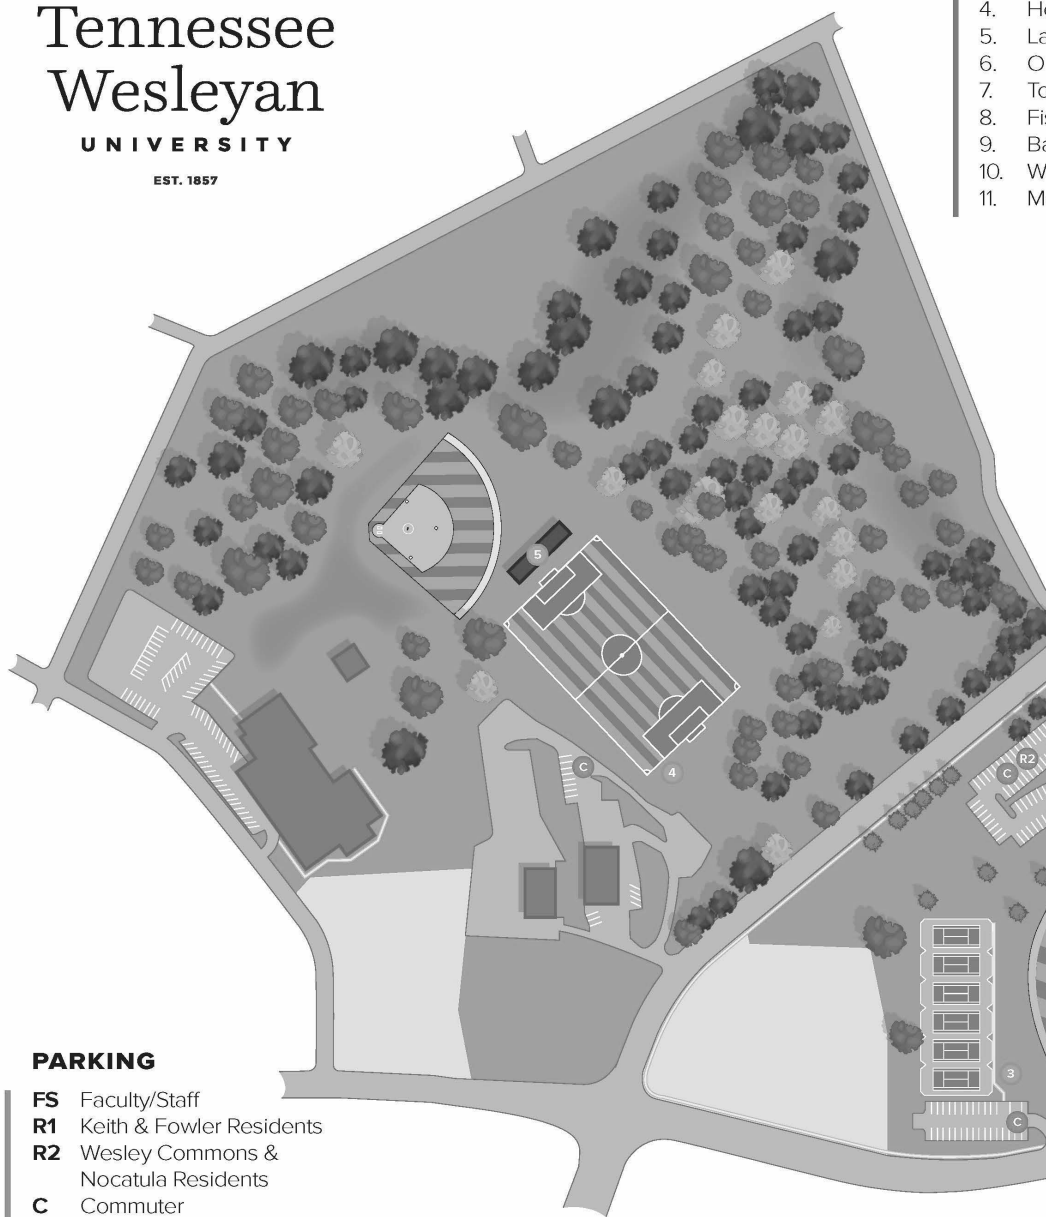 Tennessee
Wesleyan
UNIVERSITY
EST. 1857
4.
5.
6.
7.
8.
9.
10.
11.
5
C
4
R2
C
3
C
PARKING
FS Faculty/Staff
R1 Keith & Fowler Residents
R2 Wesley Commons &
Nocatula Residents
C Commuter